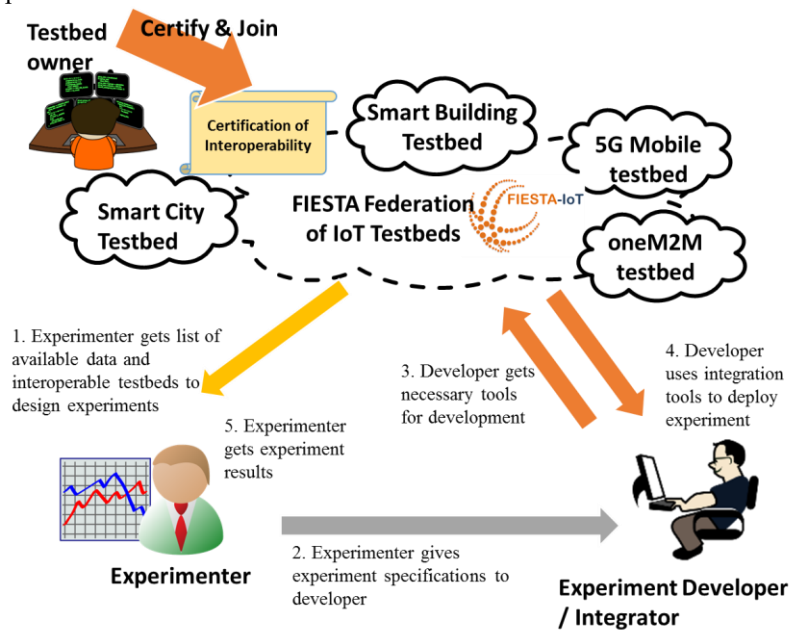 Testbed
owner
Certify & Join
Certification of
Interoperability
Smart Building
Testbed
5G Mobile
testbed
Smart City
Testbed
FIESTA Federation
of IoT Testbeds
FIESTA-IoT
oneM2M
testbed
1. Experimenter gets list of
available data and
interoperable testbeds to
design experiments
3. Developer gets
necessary tools
for development
4. Developer
uses integration
tools to deploy
experiment
5. Experimenter
gets experiment
results
2. Experimenter gives
experiment specifications to
developer
Experimenter
Experiment Developer
/ Integrator